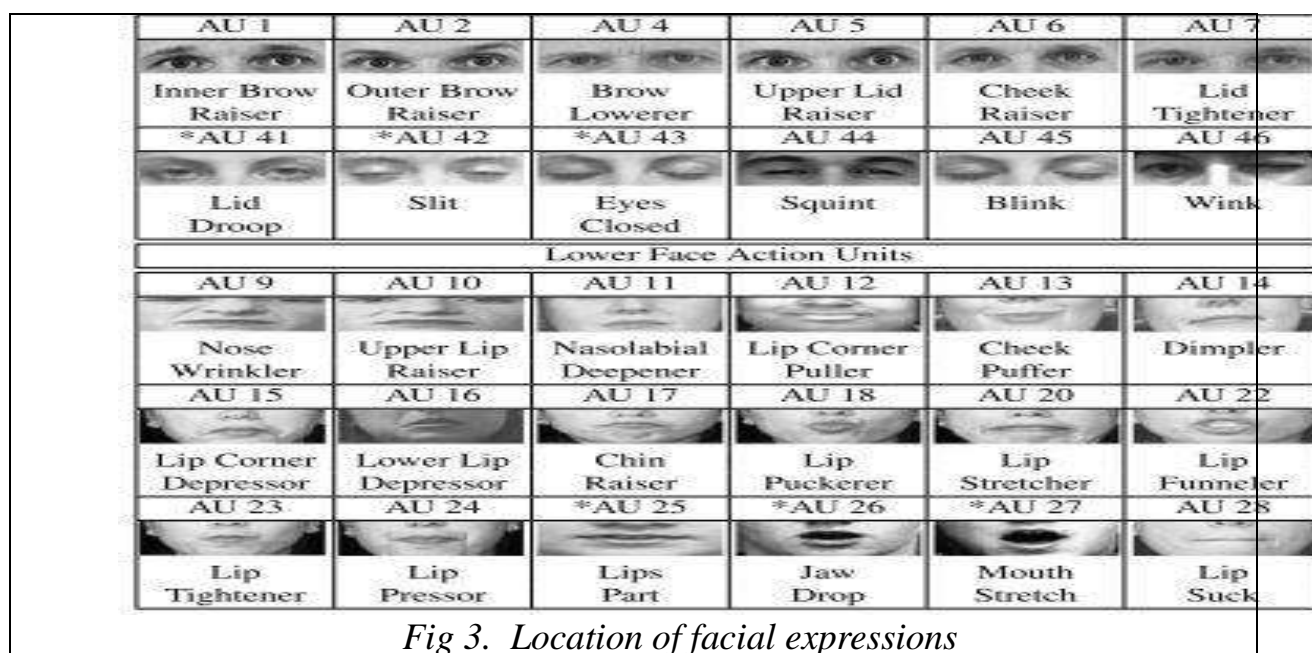 AU 1 AU 2 AU 4 AU 5 AU 6 AU 7
Inner Brow Outer Brow Brow Upper Lid Cheek Lid
Raiser Raiser Lowerer Raiser Raiser Tightener
*AU 41 *AU 42 *AU 43 AU 44 AU 45 AU 46
Lid Slit Eyes Squint Blink Wink
Droop Closed
Lower Face Action Units
AU 9 AU 10 AU 11 AU 12 AU 13 AU 14
Nose Upper Lip Nasolabial Lip Corner Cheek Dimpler
Wrinkler Raiser Deepener Puller Puffer
AU 15 AU 16 AU 17 AU 18 AU 20 AU 22
Lip Corner Lower Lip Chin Lip Lip Lip
Depressor Depressor Raiser Puckerer Stretcher Funneler
AU 23 AU 24 *AU 25 *AU 26 *AU 27 AU 28
Lip Lip Lips Jaw Mouth Lip
Tightener Pressor Part Drop Stretch Suck
Fig 3. Location of facial expressions